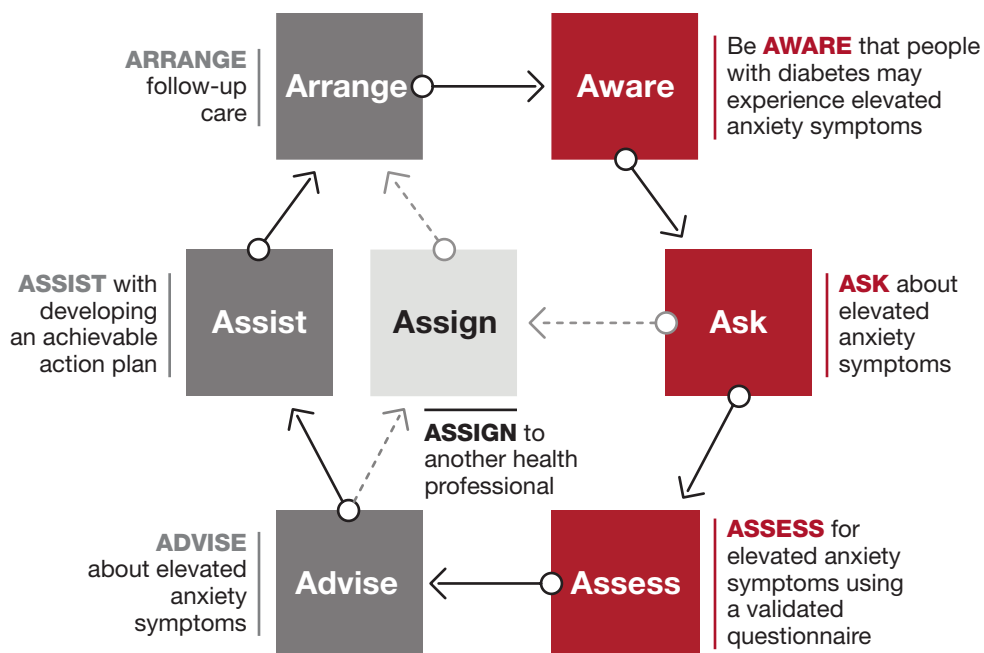 ARRANGE
follow-up
care
Arrange
Aware
Be AWARE that people
with diabetes may
experience elevated
anxiety symptoms
ASSIST with
developing
an achievable
action plan
Assist
Assign
Ask
ASK about
elevated
anxiety
symptoms
ASSIGN to
another health
professional
ADVISE
about elevated
anxiety
symptoms
Advise
Assess
ASSESS for
elevated anxiety
symptoms using
a validated
questionnaire